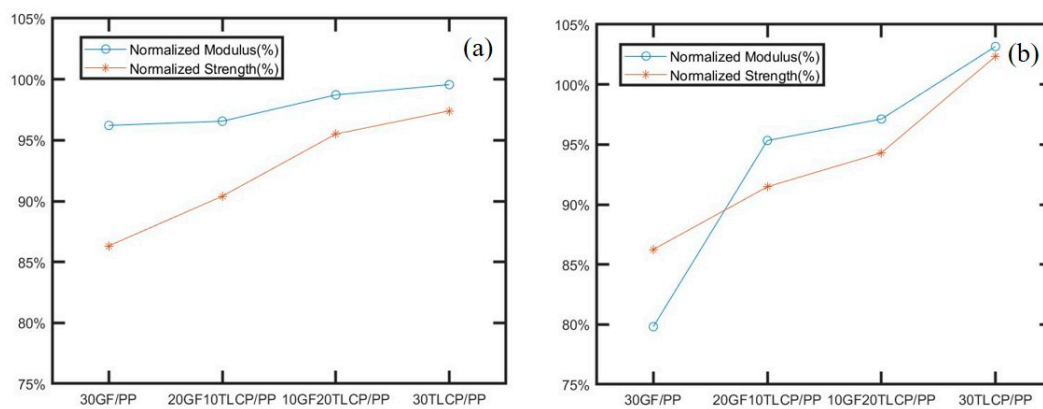 105%
100%
95%
90%
85%
80%
75%
Normalized Modulus(%)
Normalized Strength(%)
(a)
30GF/PP
20GF10TLCP/PP
10GF20TLCP/PP
30TLCP/PP
105%
100%
95%
90%
85%
80%
75%
Normalized Modulus(%)
Normalized Strength(%)
(b)
30GF/PP
20GF10TLCP/PP
10GF20TLCP/PP
30TLCP/PP